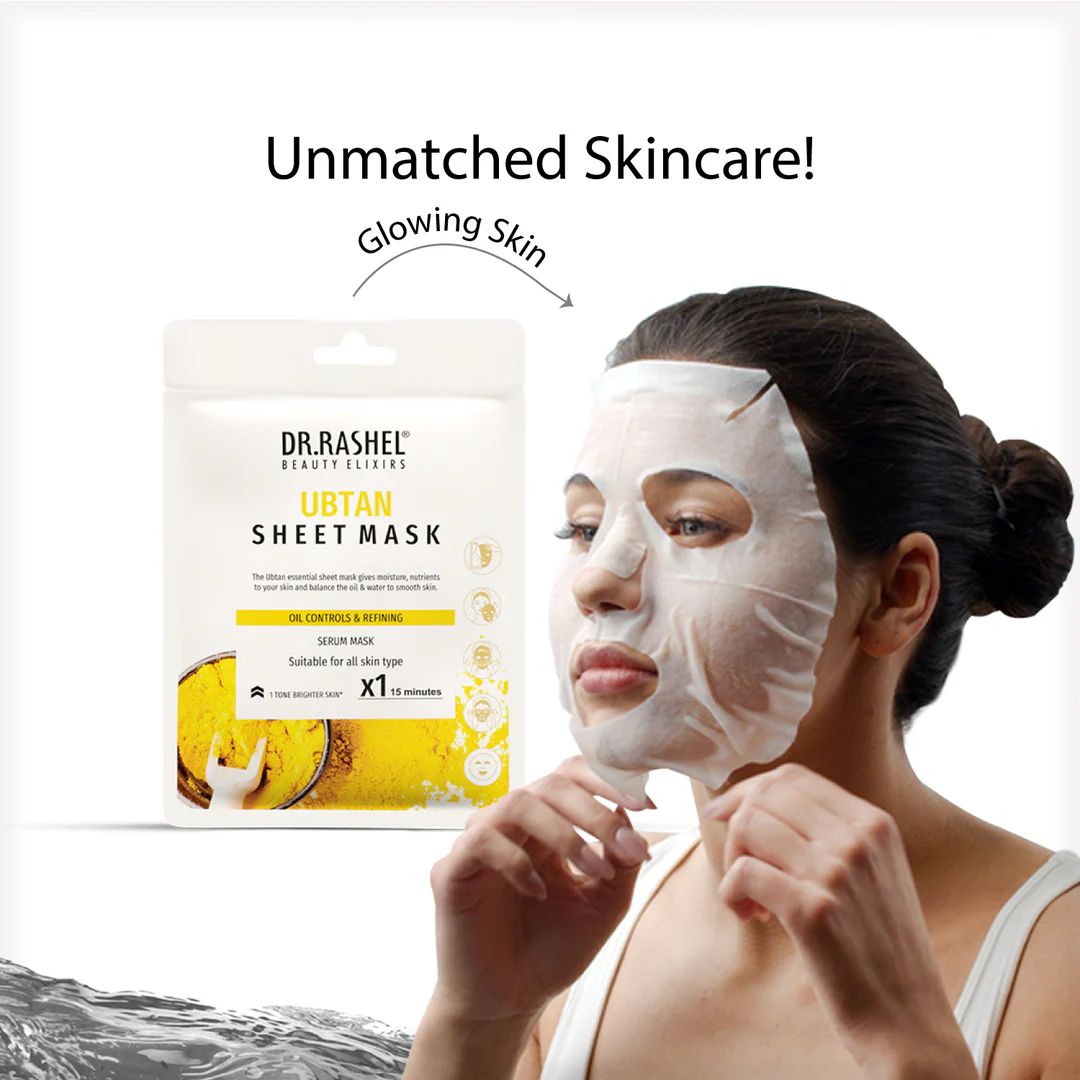 Unmatched Skincare!
Glowing Skin
DR.RASHEL®
BEAUTY ELIXIRS
UBTAN
SHEET MASK
The Ubtan essential sheet mask gives moisture, nutrients
to your skin and balance the oil & water to smooth skin.
OIL CONTROLS & REFINING
SERUM MASK
Suitable for all skin type
1 TONE BRIGHTER SKIN* X1 15 minutes